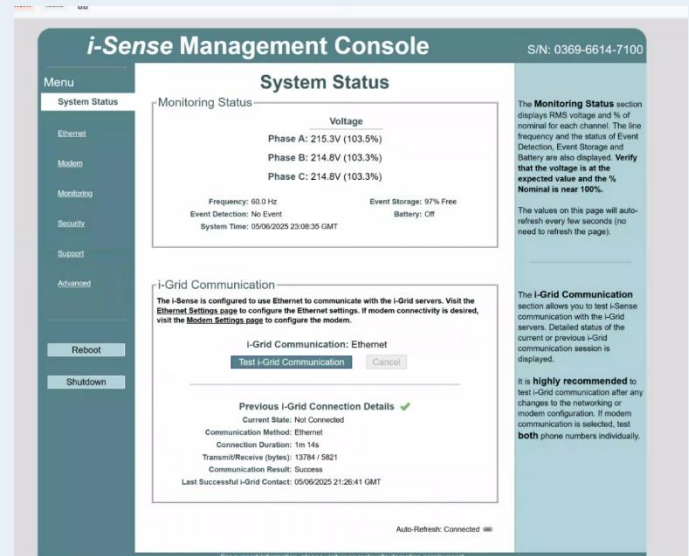 i-Sense Management Console
S/N: 0369-6614-7100
Menu
System Status
Ethernet
Modem
Monitoring
Security
Support
Advanced
Reboot
Shutdown
System Status
Monitoring Status
Voltage
Phase A: 215.3V (103.5%)
Phase B: 214.8V (103.3%)
Phase C: 214.8V (103.3%)
Frequency: 60.0 Hz Event Storage: 97% Free
Event Detection: No Event Battery: Off
System Time: 05/06/2025 23:08:35 GMT
i-Grid Communication
The i-Sense is configured to use Ethernet to communicate with the i-Grid servers. Visit the
Ethernet Settings page to configure the Ethernet settings. If modem connectivity is desired,
visit the Modem Settings page to configure the modem.
i-Grid Communication: Ethernet
Test i-Grid Communication Cancel
Previous i-Grid Connection Details
Current State: Not Connected
Communication Method: Ethernet
Connection Duration: 1m 14s
Transmit/Receive (bytes): 13784 / 5821
Communication Result: Success
Last Successful i-Grid Contact: 05/06/2025 21:26:41 GMT
Auto-Refresh: Connected
The Monitoring Status section
displays RMS voltage and % of
nominal for each channel. The line
frequency and the status of Event
Detection, Event Storage and
Battery are also displayed. Verify
that the voltage is at the
expected value and the %
Nominal is near 100%.
The values on this page will auto-
refresh every few seconds (no
need to refresh the page).
The i-Grid Communication
section allows you to test i-Sense
communication with the i-Grid
servers. Detailed status of the
current or previous i-Grid
communication session is
displayed.
It is highly recommended to
test i-Grid communication after any
changes to the networking or
modem configuration. If modem
communication is selected, test
both phone numbers individually.